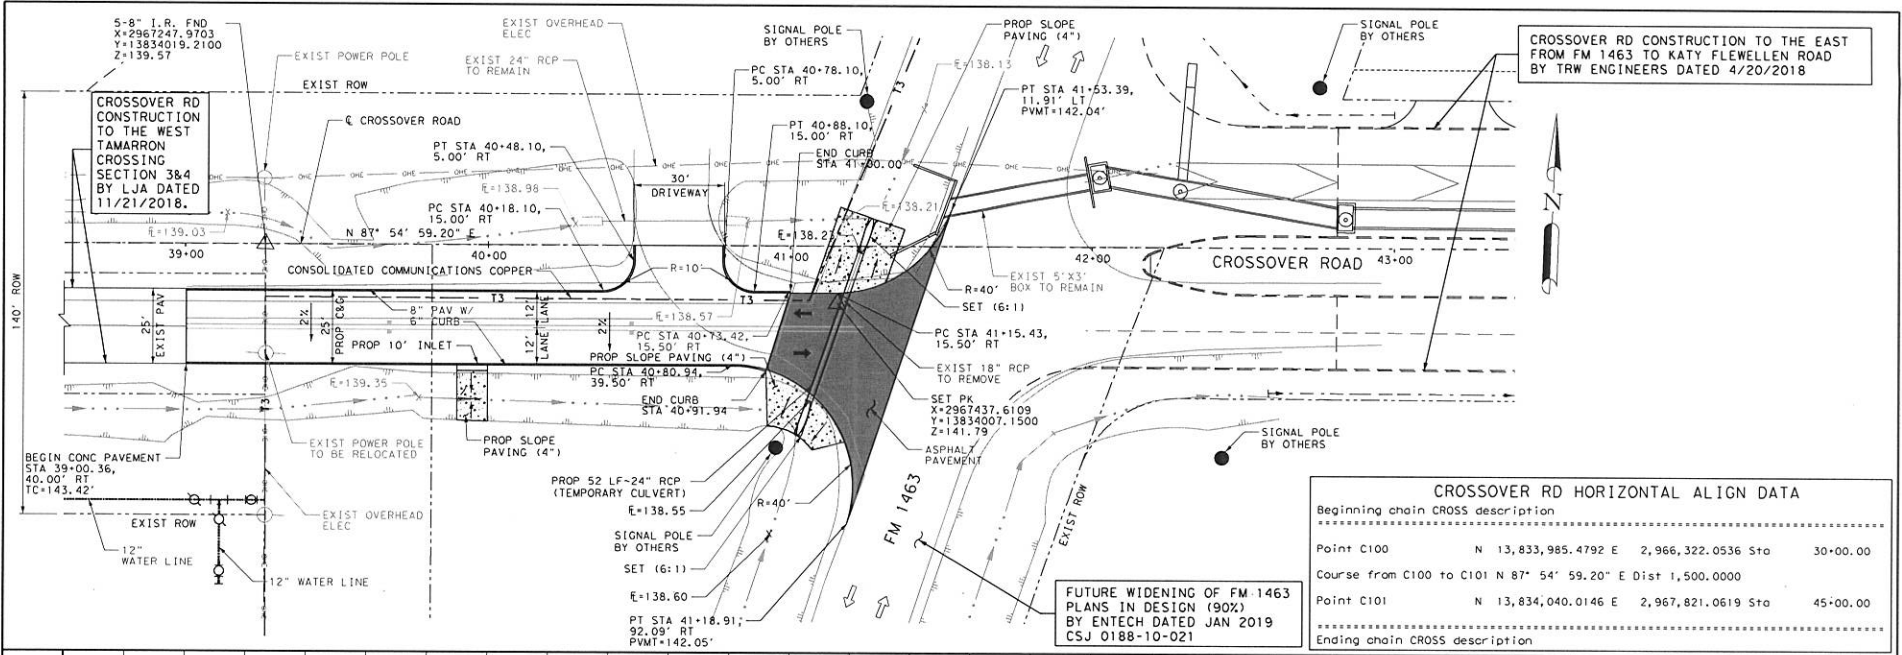 5-8" I.R. FND
X=2967247.9703
Y=13834019.2100
Z=139.57
EXIST POWER POLE
EXIST OVERHEAD
ELEC
EXIST 24" RCP
TO REMAIN
EXIST ROW
SIGNAL POLE
BY OTHERS
PROP SLOPE
PAVING (4")
SIGNAL POLE
BY OTHERS
CROSSOVER RD CONSTRUCTION TO THE EAST
FROM FM 1463 TO KATY FLEWELLEN ROAD
BY TRW ENGINEERS DATED 4/20/2018
CROSSOVER RD
CONSTRUCTION
TO THE WEST
TAMARRON
CROSSING
SECTION 3&4
BY LJA DATED
11/21/2018.
℄ CROSSOVER ROAD
PC STA 40+78.10,
5.00' RT
FL=138.13
T3
PT STA 41+53.39,
11.91' LT
PVMT=142.04'
PT STA 40+48.10,
5.00' RT
PT 40+88.10,
15.00' RT
END CURB
STA 41+00.00
OHE
30'
DRIVEWAY
FL=138.98
PC STA 40+18.10,
15.00' RT
FL=139.03
N 87° 54' 59.20" E
FL=138.21
FL=138.23
N
39+00
40+00
41+00
42+00
43+00
CROSSOVER ROAD
CONSOLIDATED COMMUNICATIONS COPPER
R=10'
T3
T3
EXIST 5'X3'
BOX TO REMAIN
R=40'
SET (6:1)
140' ROW
25'
EXIST PAV
2%
25'
PROP C&G
8" PAV W/
6" CURB
12' 12'
LANE LANE
2%
FL=138.57
PC STA 40+73.42,
15.50' RT
PC STA 41+15.43,
15.50' RT
PROP 10' INLET
PROP SLOPE PAVING (4")
PC STA 40+80.94,
39.50' RT
EXIST 18" RCP
TO REMOVE
FL=139.35
END CURB
STA 40+91.94
SET PK
X=2967437.6109
Y=13834007.1500
Z=141.79
EXIST POWER POLE
TO BE RELOCATED
PROP SLOPE
PAVING (4")
ASPHALT
PAVEMENT
SIGNAL POLE
BY OTHERS
BEGIN CONC PAVEMENT
STA 39+00.36,
40.00' RT
TC=143.42'
PROP 52 LF~24" RCP
(TEMPORARY CULVERT)
FL=138.55
R=40'
FM 1463
EXIST ROW
EXIST ROW
EXIST OVERHEAD
ELEC
SIGNAL POLE
BY OTHERS
SET (6:1)
12"
WATER LINE
12" WATER LINE
FL=138.60
PT STA 41+18.91,
92.09' RT
PVMT=142.05'
FUTURE WIDENING OF FM 1463
PLANS IN DESIGN (90%)
BY ENTECH DATED JAN 2019
CSJ 0188-10-021
CROSSOVER RD HORIZONTAL ALIGN DATA
Beginning chain CROSS description
Point C100 N 13,833,985.4792 E 2,966,322.0536 Sta 30+00.00
Course from C100 to C101 N 87° 54' 59.20" E Dist 1,500.0000
Point C101 N 13,834,040.0146 E 2,967,821.0619 Sta 45+00.00
Ending chain CROSS description